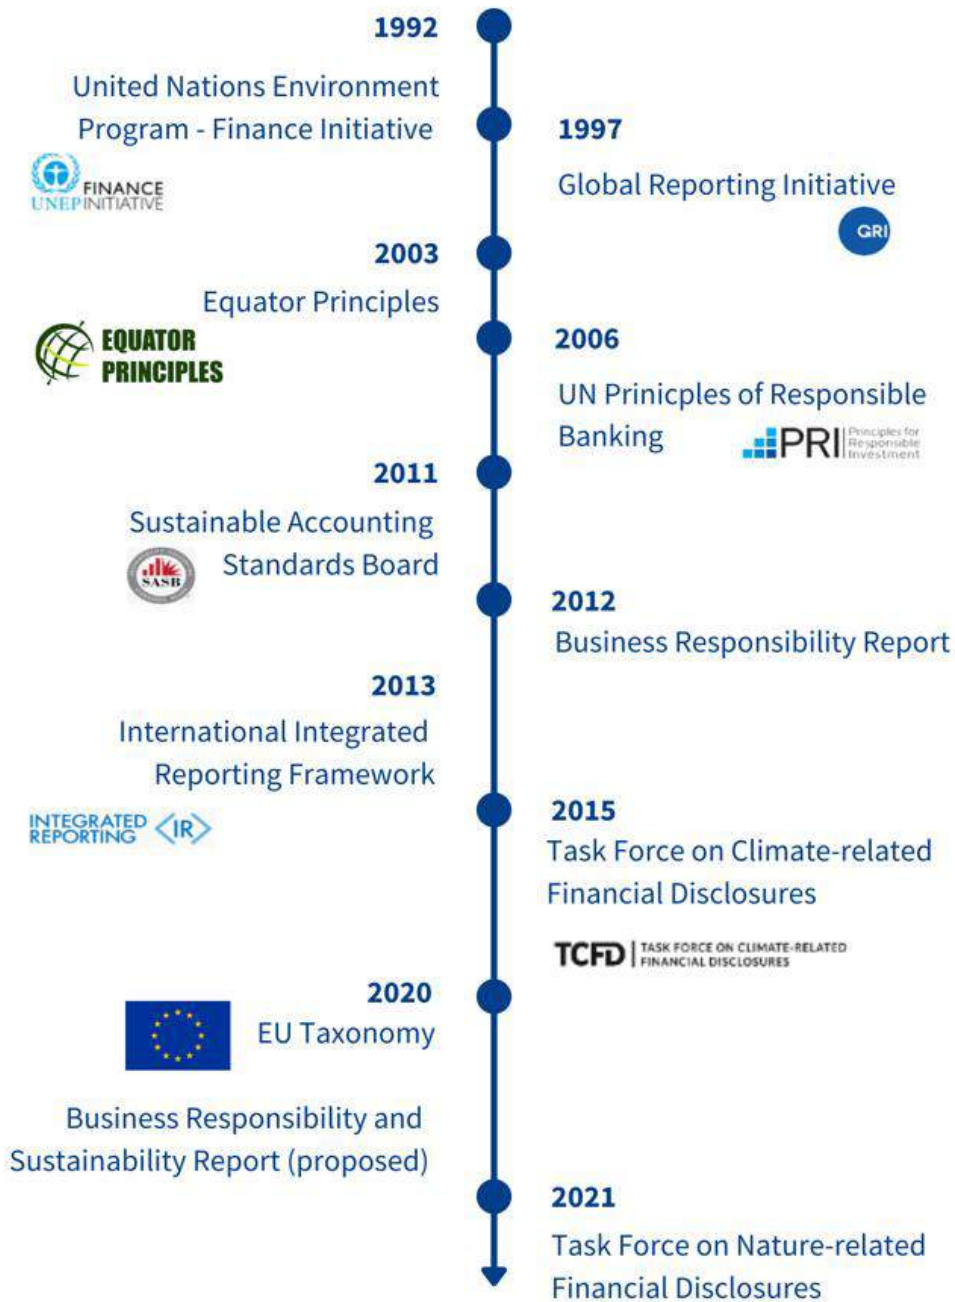 1992
United Nations Environment
Program - Finance Initiative
FINANCE
UNEP INITIATIVE
1997
Global Reporting Initiative
GRI
2003
Equator Principles
EQUATOR
PRINCIPLES
2006
UN Prinicples of Responsible
Banking
PRI
Principles for
Responsible
Investment
2011
Sustainable Accounting
Standards Board
SASB
2012
Business Responsibility Report
2013
International Integrated
Reporting Framework
INTEGRATED
REPORTING
<IR>
2015
Task Force on Climate-related
Financial Disclosures
TCFD
TASK FORCE ON CLIMATE-RELATED
FINANCIAL DISCLOSURES
2020
EU Taxonomy
Business Responsibility and
Sustainability Report (proposed)
2021
Task Force on Nature-related
Financial Disclosures